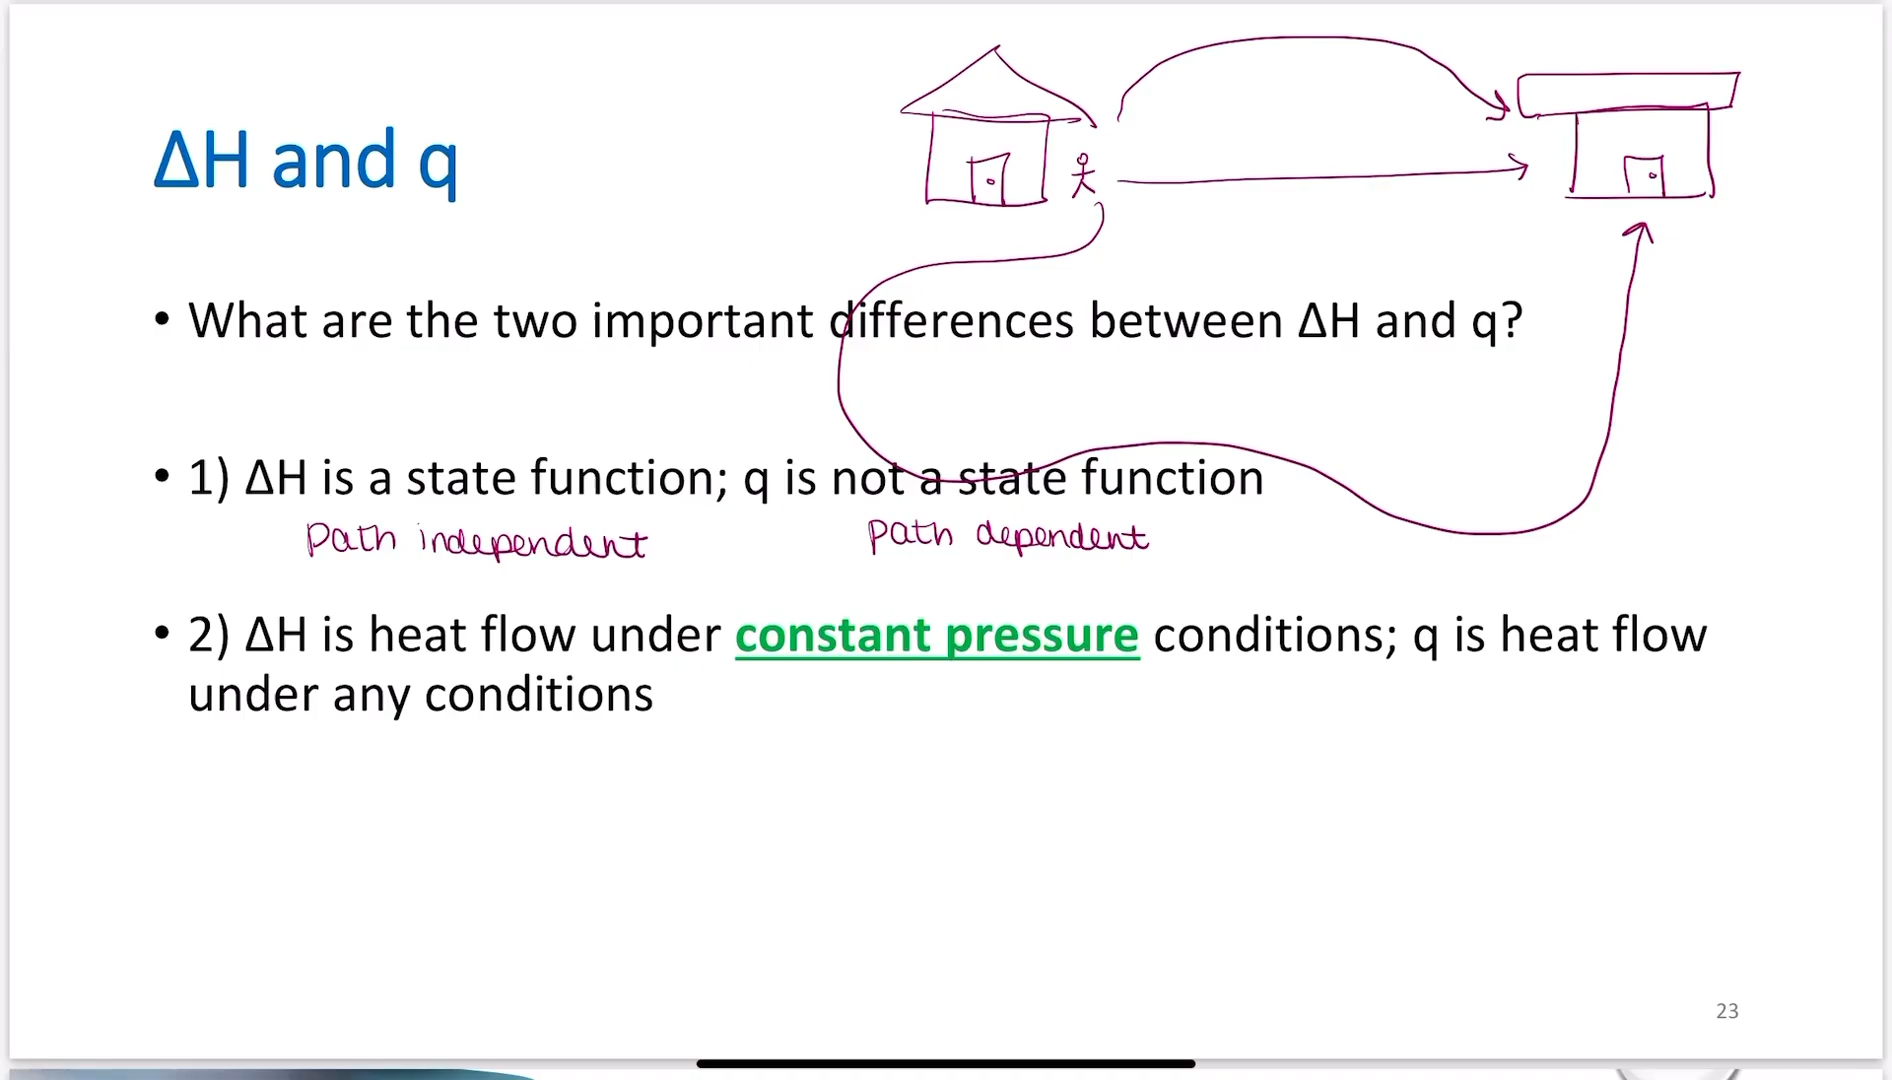 ΔH and q
• What are the two important differences between ΔH and q?
• 1) ΔH is a state function; q is not a state function
Path independent Path dependent
• 2) ΔH is heat flow under constant pressure conditions; q is heat flow
under any conditions
23